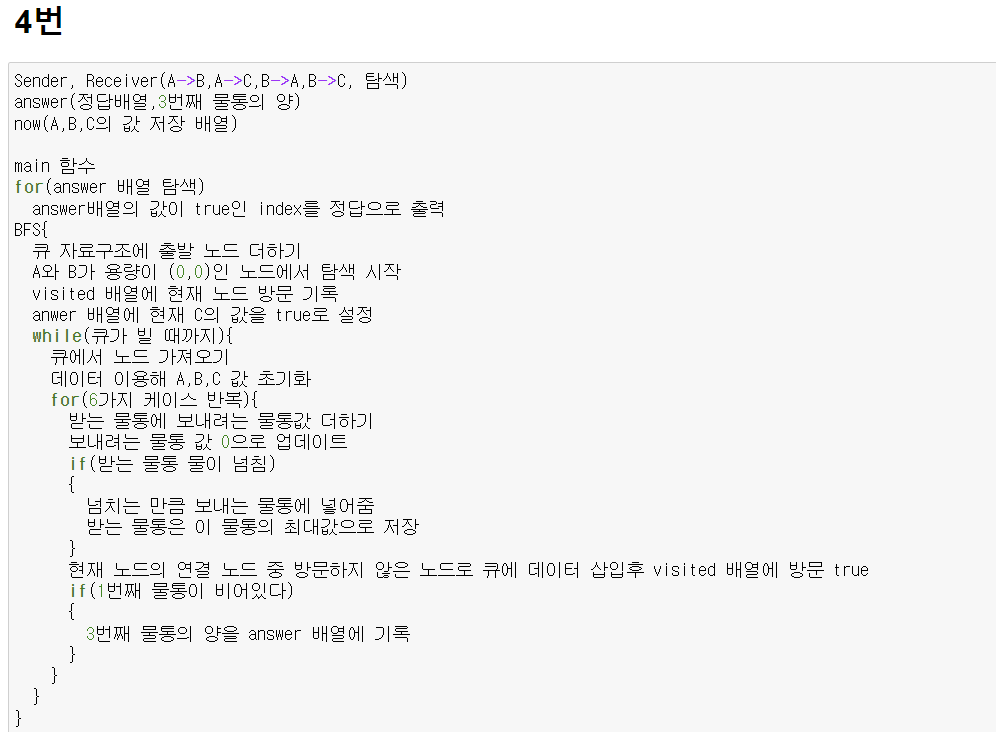 4번
Sender, Receiver(A->B,A->C,B->A,B->C, 탐색)
answer(정답배열,3번째 물통의 양)
now(A,B,C의 값 저장 배열)
main 함수
for(answer 배열 탐색)
answer배열의 값이 true인 index를 정답으로 출력
BFS{
큐 자료구조에 출발 노드 더하기
A와 B가 용량이 (0,0)인 노드에서 탐색 시작
visited 배열에 현재 노드 방문 기록
anwer 배열에 현재 C의 값을 true로 설정
while(큐가 빌 때까지){
큐에서 노드 가져오기
데이터 이용해 A,B,C 값 초기화
for(6가지 케이스 반복){
받는 물통에 보내려는 물통값 더하기
보내려는 물통 값 0으로 업데이트
if(받는 물통 물이 넘침)
{
넘치는 만큼 보내는 물통에 넣어줌
받는 물통은 이 물통의 최대값으로 저장
}
현재 노드의 연결 노드 중 방문하지 않은 노드로 큐에 데이터 삽입후 visited 배열에 방문 true
if(1번째 물통이 비어있다)
{
3번째 물통의 양을 answer 배열에 기록
}
}
}
}